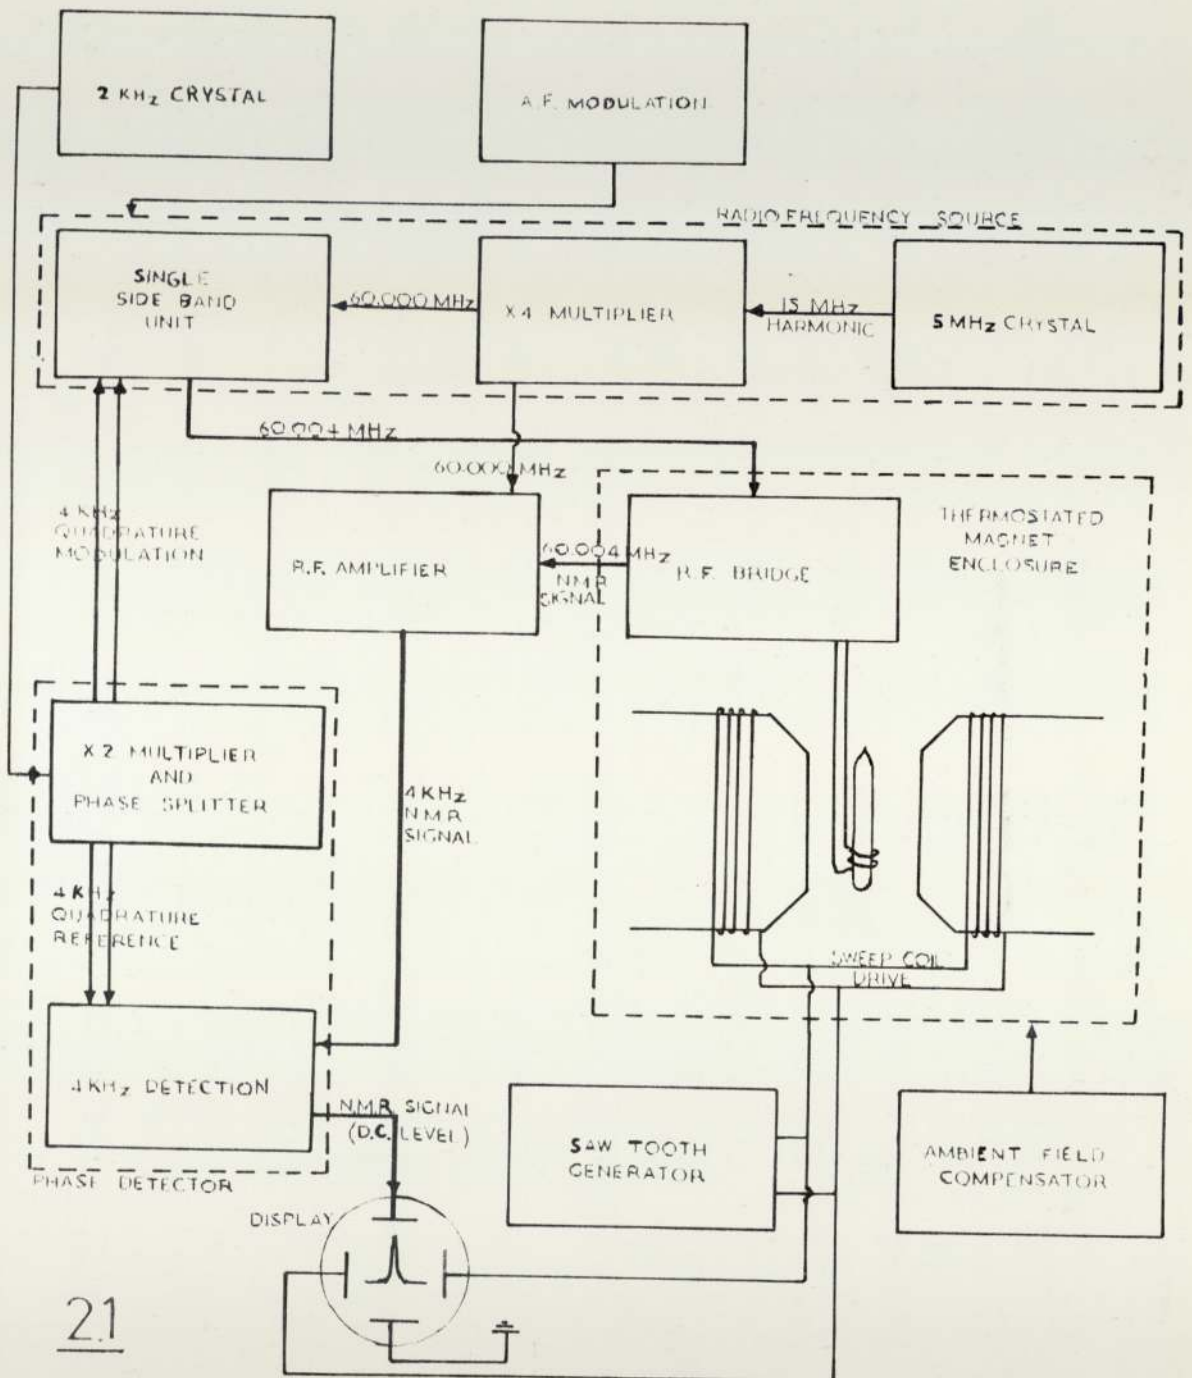 2 KHz CRYSTAL
A.F. MODULATION
RADIO FREQUENCY SOURCE
SINGLE
SIDE BAND
UNIT
60.000 MHz
X4 MULTIPLIER
15 MHz
HARMONIC
5 MHz CRYSTAL
60.004 MHz
60.000 MHz
4 KHz
QUADRATURE
MODULATION
R.F. AMPLIFIER
60.004 MHz
N.M.R
SIGNAL
R.F. BRIDGE
THERMOSTATED
MAGNET
ENCLOSURE
X2 MULTIPLIER
AND
PHASE SPLITTER
4 KHz
N.M.R
SIGNAL
4 KHz
QUADRATURE
REFERENCE
SWEEP COIL
DRIVE
4 KHz DETECTION
N.M.R. SIGNAL
(D.C. LEVEL)
SAW TOOTH
GENERATOR
AMBIENT FIELD
COMPENSATOR
PHASE DETECTOR
DISPLAY
2.1